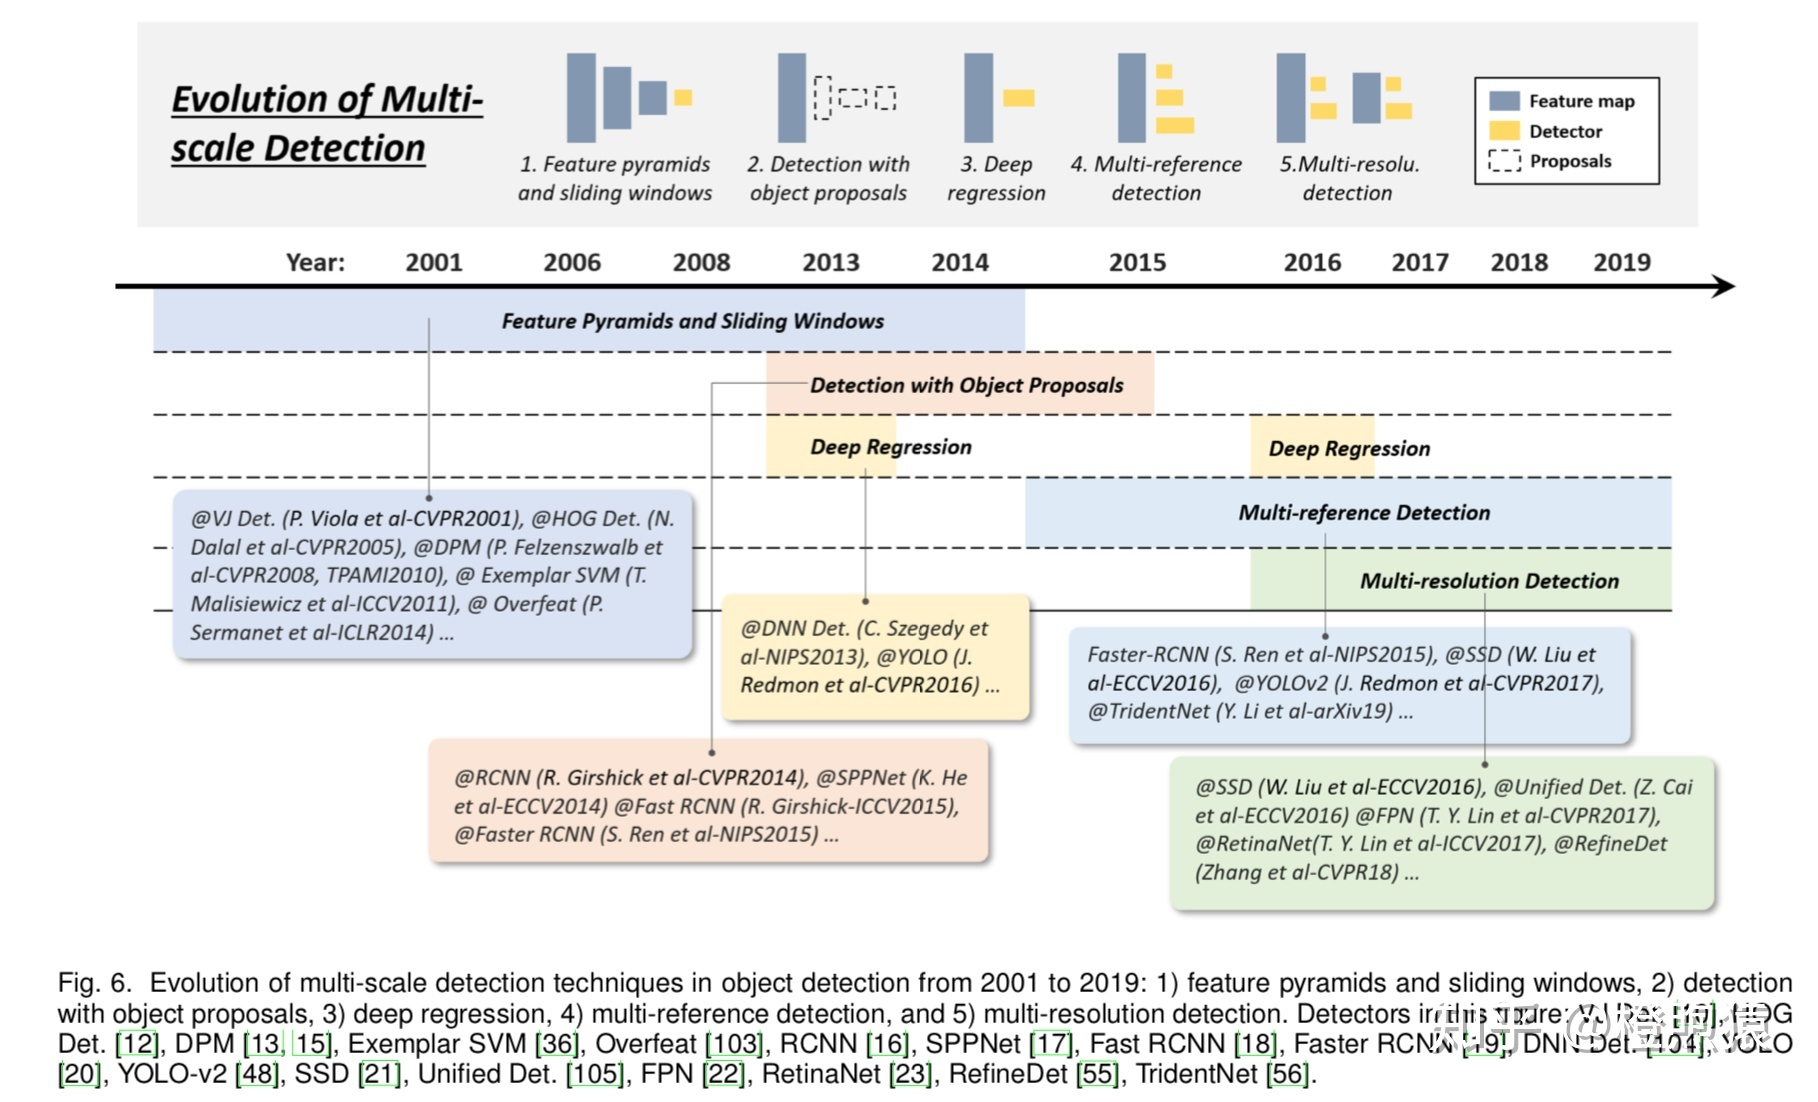 Evolution of Multi-
scale Detection
1. Feature pyramids
and sliding windows
2. Detection with
object proposals
3. Deep
regression
4. Multi-reference
detection
5.Multi-resolu.
detection
Feature map
Detector
Proposals
Year: 2001 2006 2008 2013 2014 2015 2016 2017 2018 2019
Feature Pyramids and Sliding Windows
Detection with Object Proposals
Deep Regression
Deep Regression
Multi-reference Detection
Multi-resolution Detection
@VJ Det. (P. Viola et al-CVPR2001), @HOG Det. (N.
Dalal et al-CVPR2005), @DPM (P. Felzenszwalb et
al-CVPR2008, TPAMI2010), @ Exemplar SVM (T.
Malisiewicz et al-ICCV2011), @ Overfeat (P.
Sermanet et al-ICLR2014) ...
@DNN Det. (C. Szegedy et
al-NIPS2013), @YOLO (J.
Redmon et al-CVPR2016) ...
Faster-RCNN (S. Ren et al-NIPS2015), @SSD (W. Liu et
al-ECCV2016), @YOLOv2 (J. Redmon et al-CVPR2017),
@TridentNet (Y. Li et al-arXiv19) ...
@RCNN (R. Girshick et al-CVPR2014), @SPPNet (K. He
et al-ECCV2014) @Fast RCNN (R. Girshick-ICCV2015),
@Faster RCNN (S. Ren et al-NIPS2015) ...
@SSD (W. Liu et al-ECCV2016), @Unified Det. (Z. Cai
et al-ECCV2016) @FPN (T. Y. Lin et al-CVPR2017),
@RetinaNet(T. Y. Lin et al-ICCV2017), @RefineDet
(Zhang et al-CVPR18) ...
Fig. 6. Evolution of multi-scale detection techniques in object detection from 2001 to 2019: 1) feature pyramids and sliding windows, 2) detection
with object proposals, 3) deep regression, 4) multi-reference detection, and 5) multi-resolution detection. Detectors in this figure: VJ Det. [10], HOG
Det. [12], DPM [13, 15], Exemplar SVM [36], Overfeat [103], RCNN [16], SPPNet [17], Fast RCNN [18], Faster RCNN [19], DNN Det. [104], YOLO
[20], YOLO-v2 [48], SSD [21], Unified Det. [105], FPN [22], RetinaNet [23], RefineDet [55], TridentNet [56].
知乎 @橙煦猿